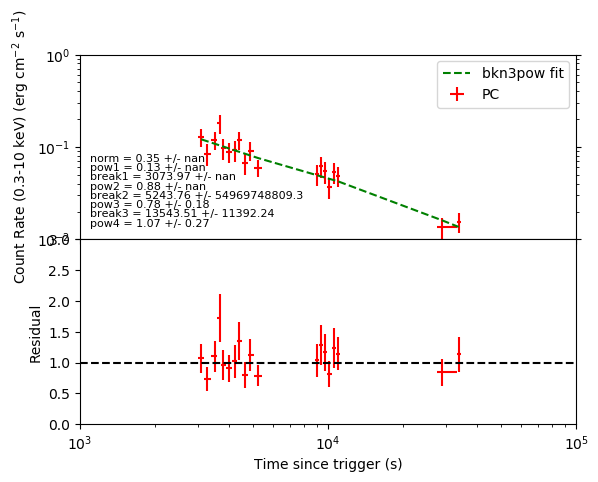 Count Rate (0.3-10 keV) (erg cm⁻² s⁻¹)
10⁰
10⁻¹
10⁻²
bkn3pow fit
PC
norm = 0.35 +/- nan
pow1 = 0.13 +/- nan
break1 = 3073.97 +/- nan
pow2 = 0.88 +/- nan
break2 = 5243.76 +/- 54969748809.3
pow3 = 0.78 +/- 0.18
break3 = 13543.51 +/- 11392.24
pow4 = 1.07 +/- 0.27
Residual
3.0
2.5
2.0
1.5
1.0
0.5
0.0
10³
10⁴
10⁵
Time since trigger (s)